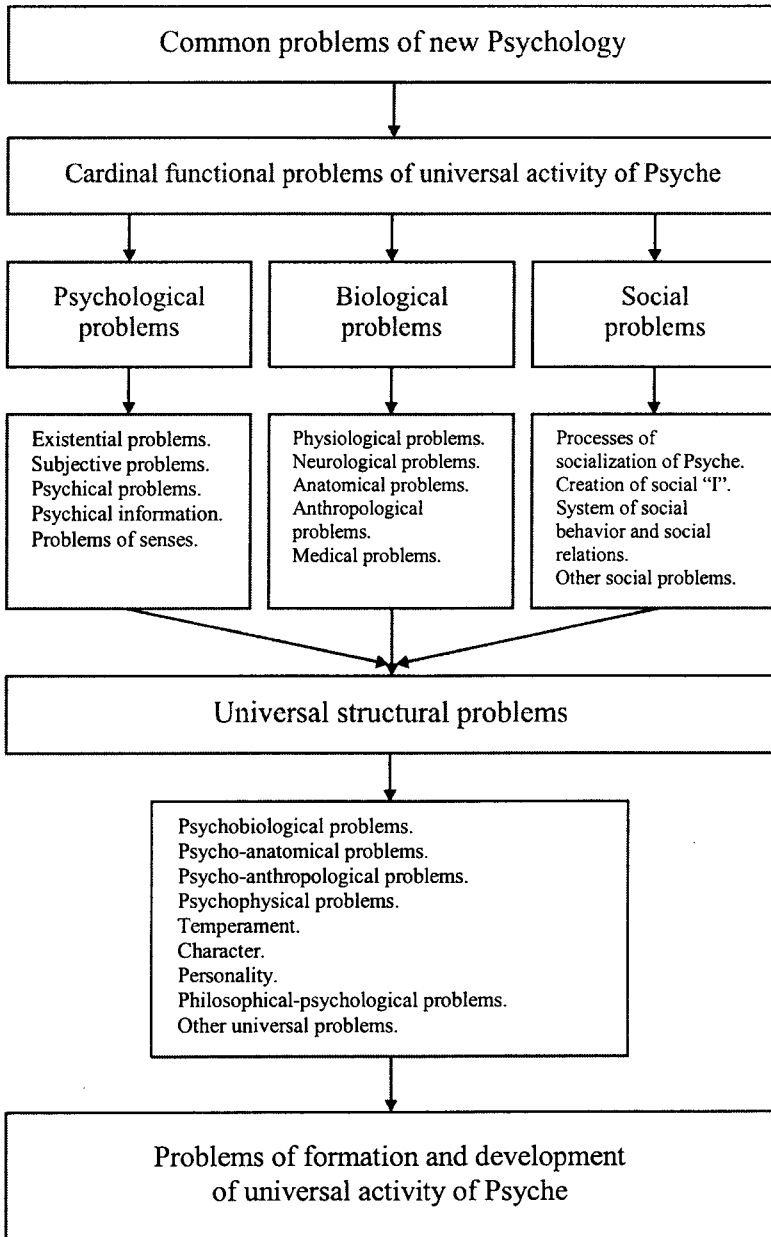 Common problems of new Psychology
Cardinal functional problems of universal activity of Psyche
Psychological
problems
Biological
problems
Social
problems
Existential problems.
Subjective problems.
Psychical problems.
Psychical information.
Problems of senses.
Physiological problems.
Neurological problems.
Anatomical problems.
Anthropological
problems.
Medical problems.
Processes of
socialization of Psyche.
Creation of social “I”.
System of social
behavior and social
relations.
Other social problems.
Universal structural problems
Psychobiological problems.
Psycho-anatomical problems.
Psycho-anthropological problems.
Psychophysical problems.
Temperament.
Character.
Personality.
Philosophical-psychological problems.
Other universal problems.
Problems of formation and development
of universal activity of Psyche